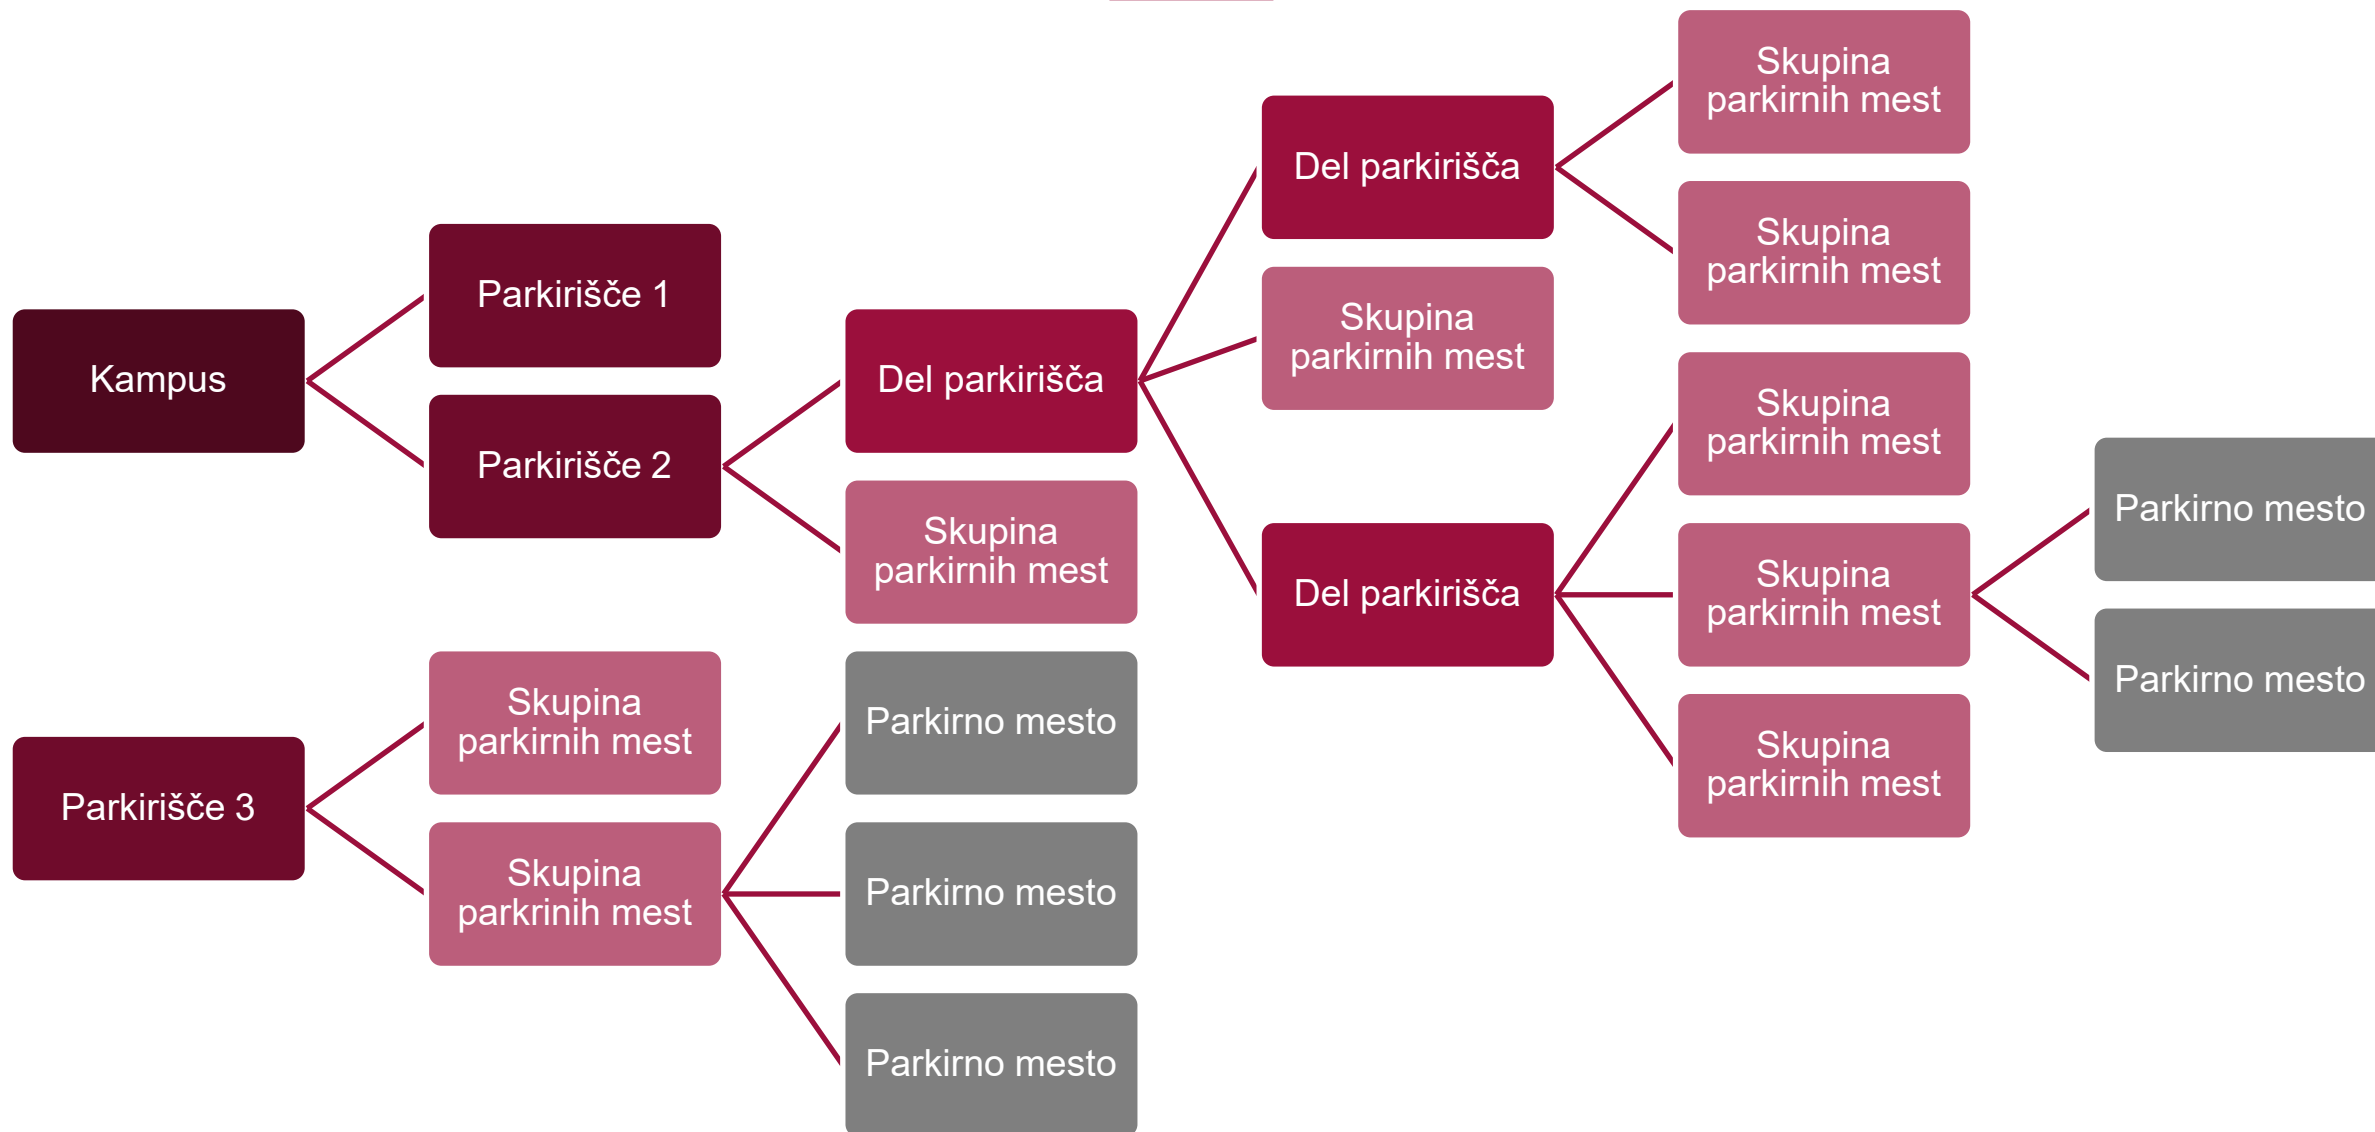 Kampus
Parkirišče 1
Parkirišče 2
Del parkirišča
Skupina
parkirnih mest
Del parkirišča
Skupina
parkirnih mest
Del parkirišča
Skupina
parkirnih mest
Skupina
parkirnih mest
Skupina
parkirnih mest
Skupina
parkirnih mest
Skupina
parkirnih mest
Parkirno mesto
Parkirno mesto
Parkirišče 3
Skupina
parkirnih mest
Skupina
parkrinih mest
Parkirno mesto
Parkirno mesto
Parkirno mesto